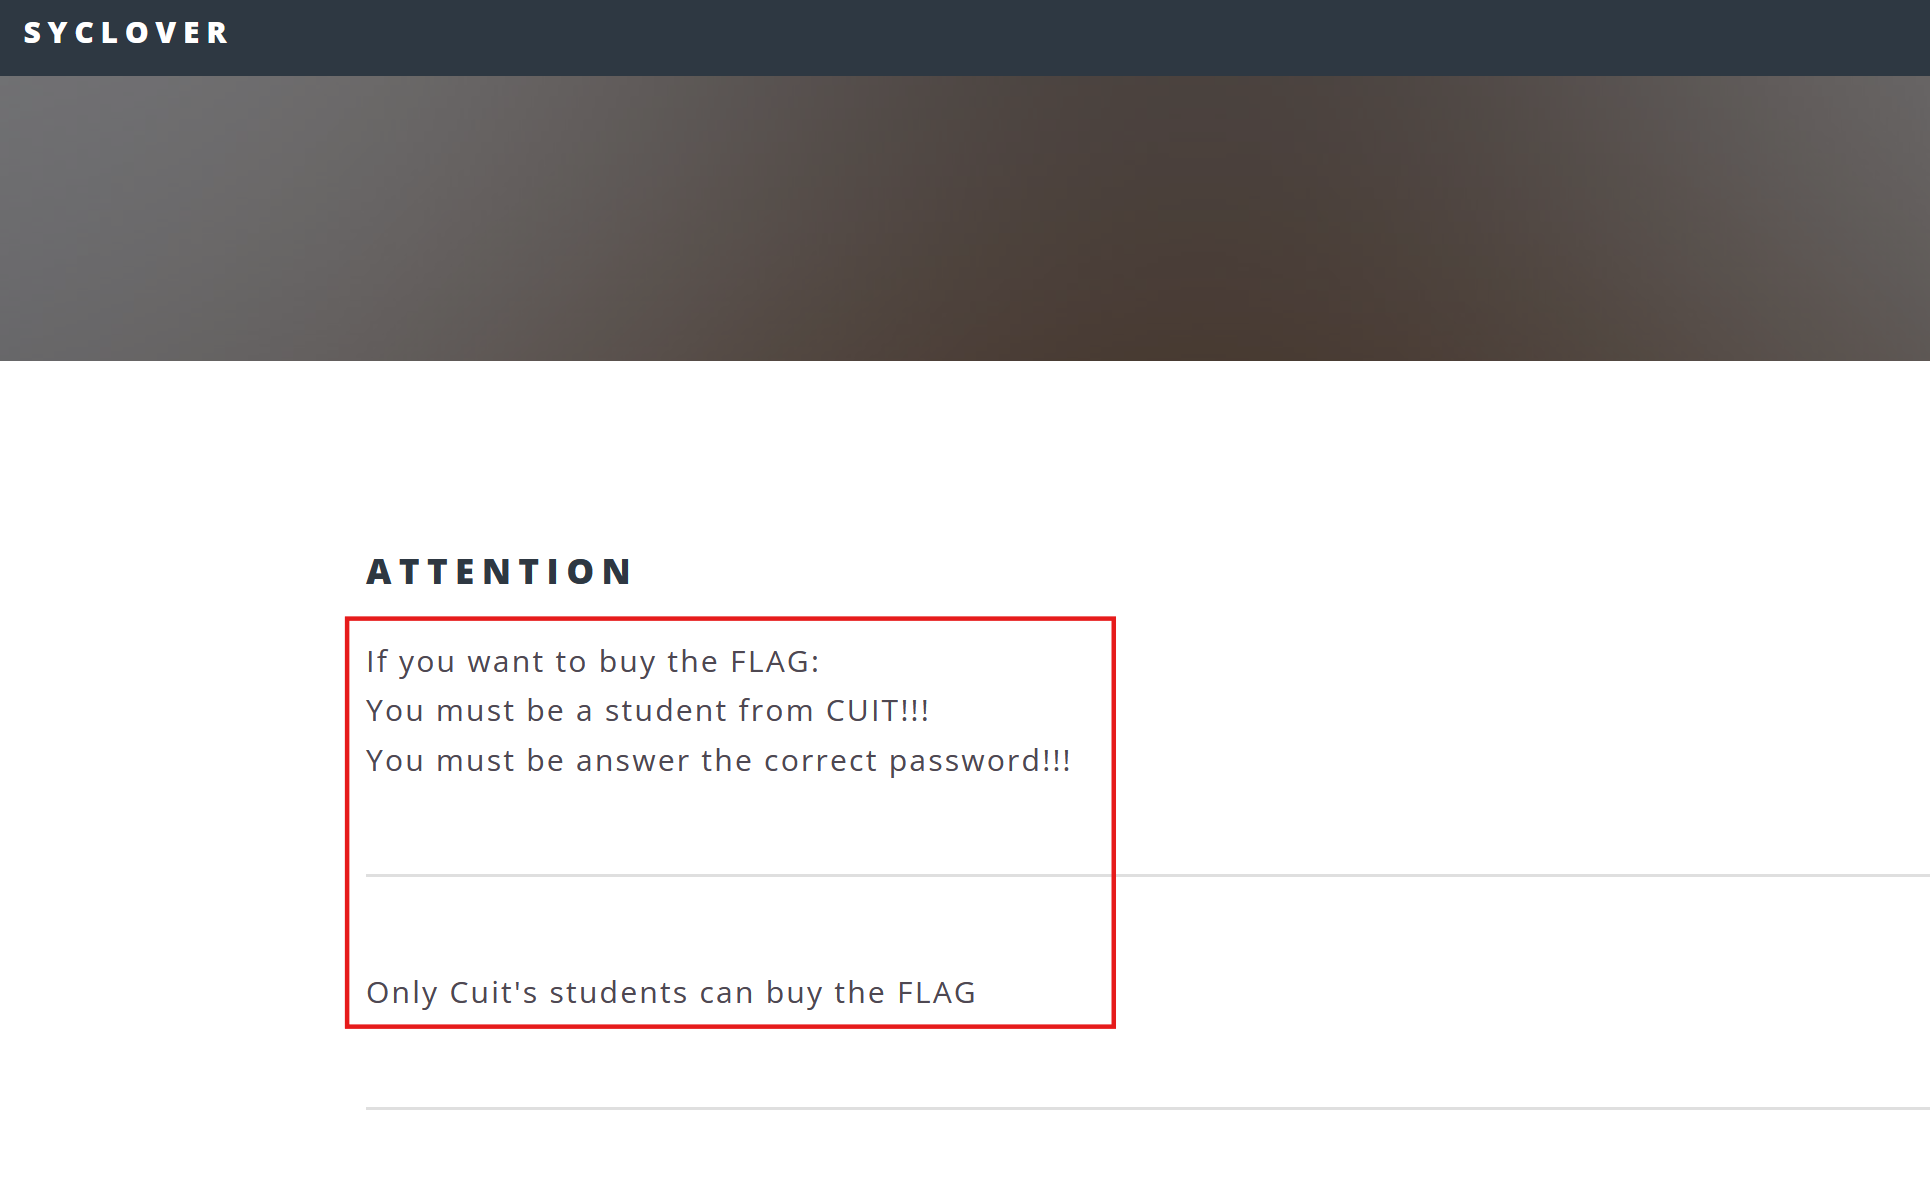 SYCLOVER
ATTENTION
If you want to buy the FLAG:
You must be a student from CUIT!!!
You must be answer the correct password!!!
Only Cuit's students can buy the FLAG